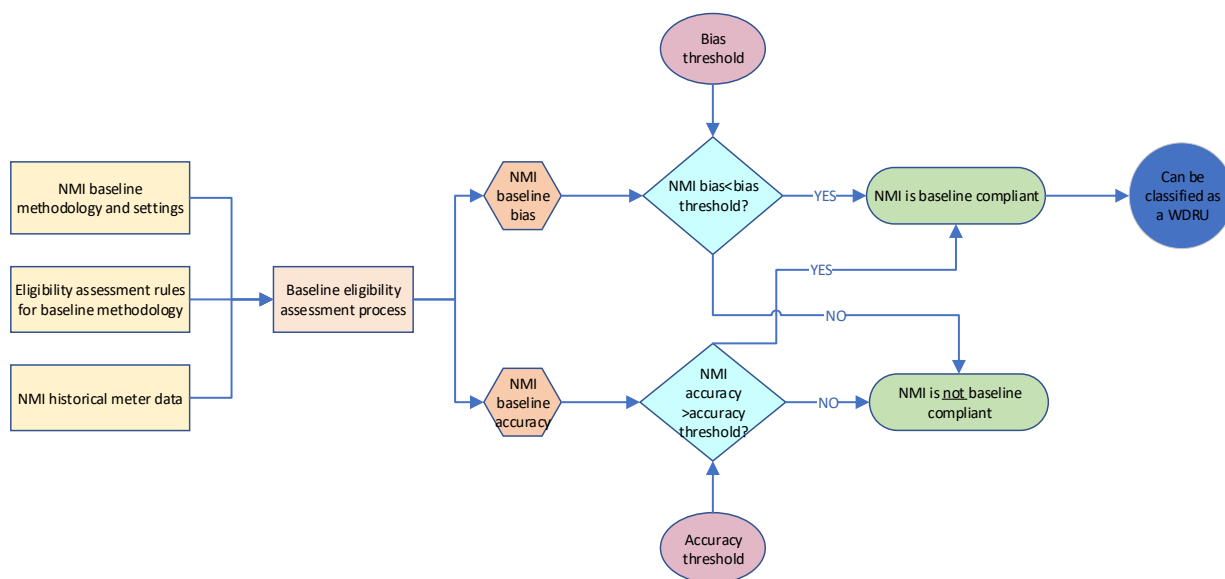 Bias
threshold
NMI baseline
methodology and settings
NMI
baseline
bias
NMI bias<bias
threshold?
YES
NMI is baseline compliant
Can be
classified as
a WDRU
YES
Eligibility assessment rules
for baseline methodology
Baseline eligibility
assessment process
NO
NMI historical meter data
NMI
baseline
accuracy
NMI
accuracy
>accuracy
threshold?
NO
NMI is not baseline
compliant
Accuracy
threshold